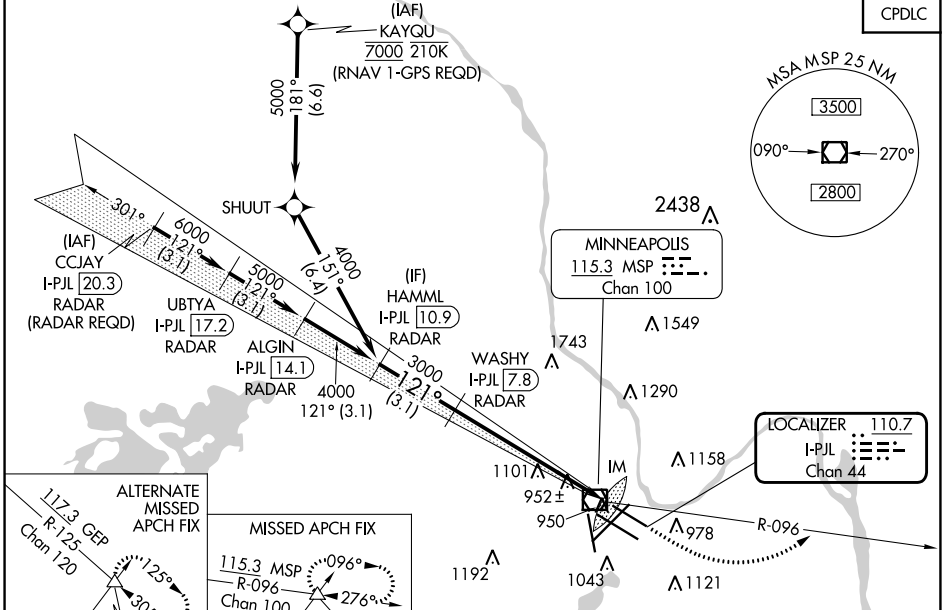 CPDLC
(IAF)
KAYQU
7000 210K
(RNAV 1-GPS REQD)
5000
181°
(6.6)
MSA MSP 25 NM
3500
090°
270°
2800
SHUUT
2438
MINNEAPOLIS
115.3 MSP
Chan 100
301°
6000
121°
(3.1)
(IAF)
CCJAY
I-PJL 20.3
RADAR
(RADAR REQD)
5000
121°
(3.1)
UBTYA
I-PJL 17.2
RADAR
4000
151°
(6.4)
(IF)
HAMML
I-PJL 10.9
RADAR
ALGIN
I-PJL 14.1
RADAR
4000
121° (3.1)
3000
121°
(3.1)
WASHY
I-PJL 7.8
RADAR
1743
1549
1290
LOCALIZER 110.7
I-PJL
Chan 44
1158
1101
952±
950
IM
978
R-096
1192
1043
1121
ALTERNATE
MISSED
APCH FIX
117.3 GEP
R-125
Chan 120
125°
MISSED APCH FIX
115.3 MSP
R-096
Chan 100
096°
276°